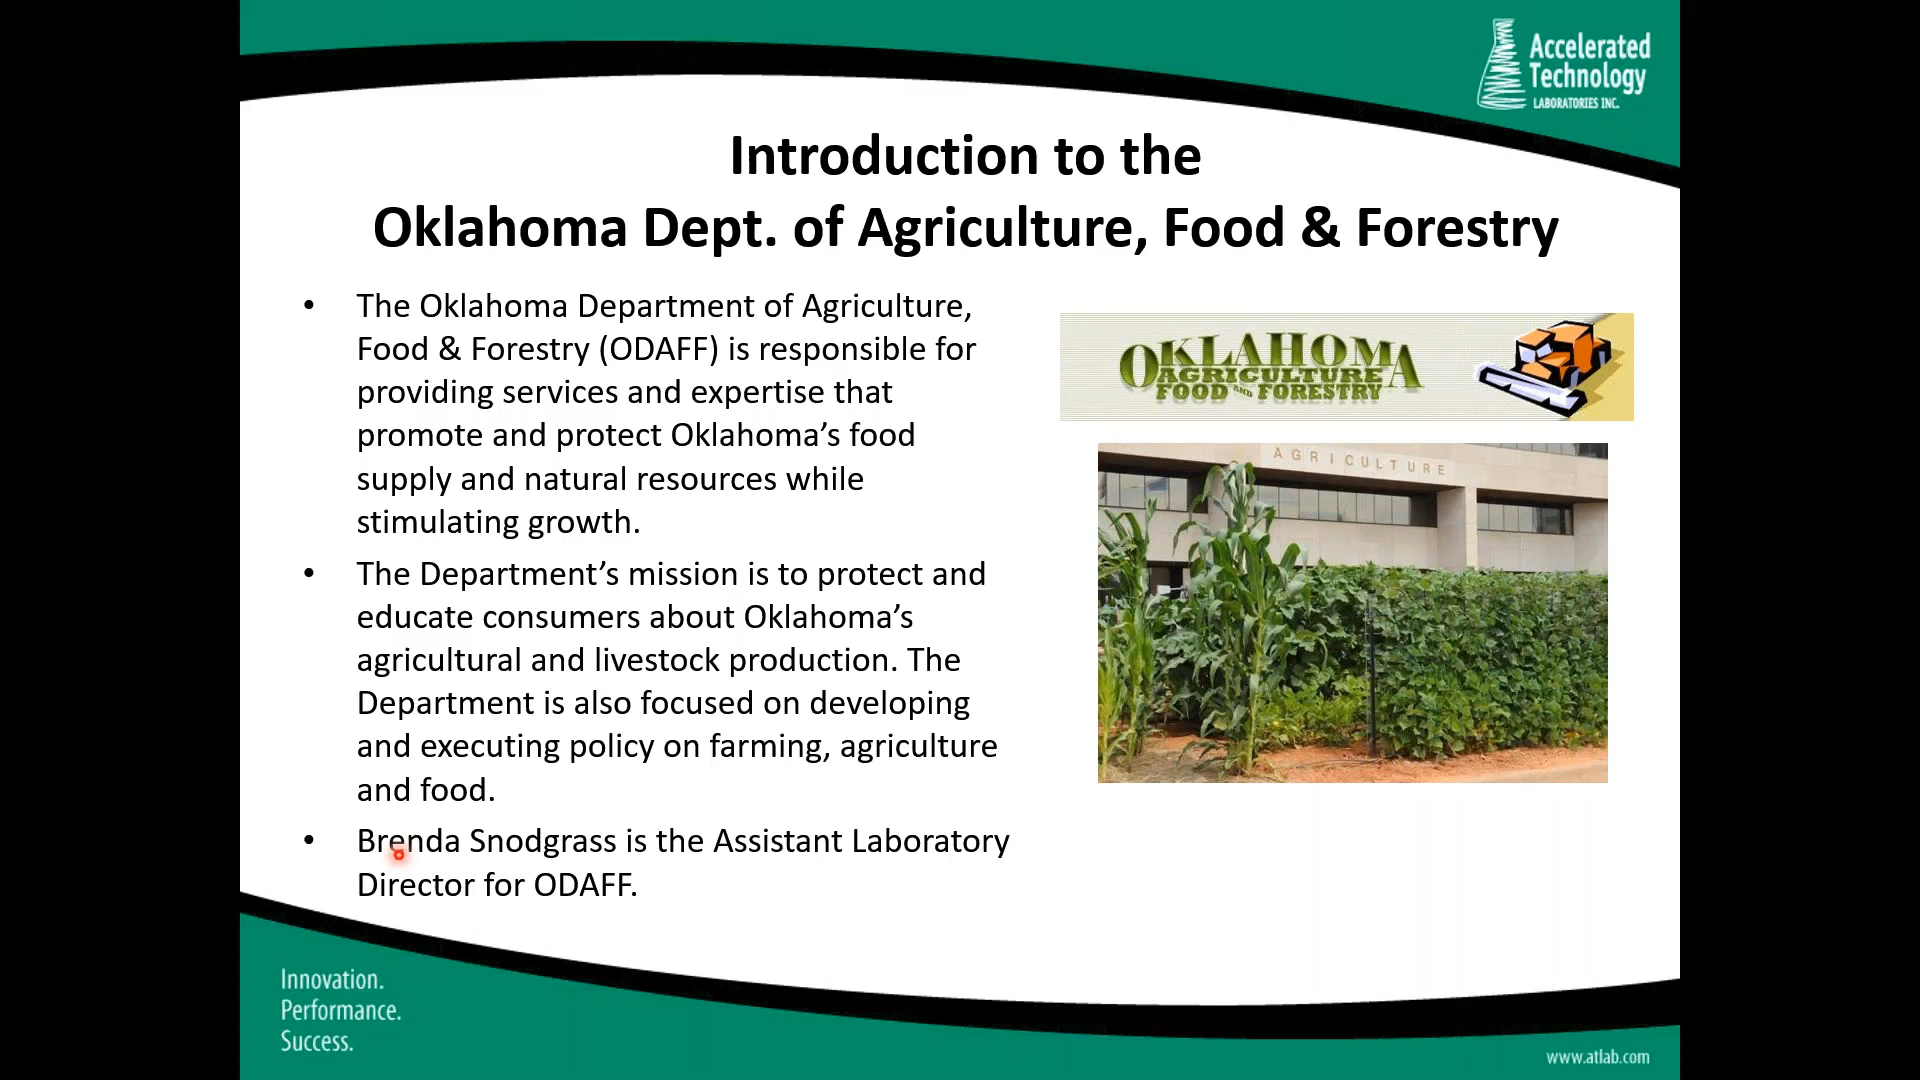 Accelerated
Technology
LABORATORIES INC.
Introduction to the
Oklahoma Dept. of Agriculture, Food & Forestry
• The Oklahoma Department of Agriculture,
Food & Forestry (ODAFF) is responsible for
providing services and expertise that
promote and protect Oklahoma’s food
supply and natural resources while
stimulating growth.
• The Department’s mission is to protect and
educate consumers about Oklahoma’s
agricultural and livestock production. The
Department is also focused on developing
and executing policy on farming, agriculture
and food.
• Brenda Snodgrass is the Assistant Laboratory
Director for ODAFF.
OKLAHOMA
AGRICULTURE
FOOD AND FORESTRY
AGRICULTURE
Innovation.
Performance.
Success.
www.atlab.com